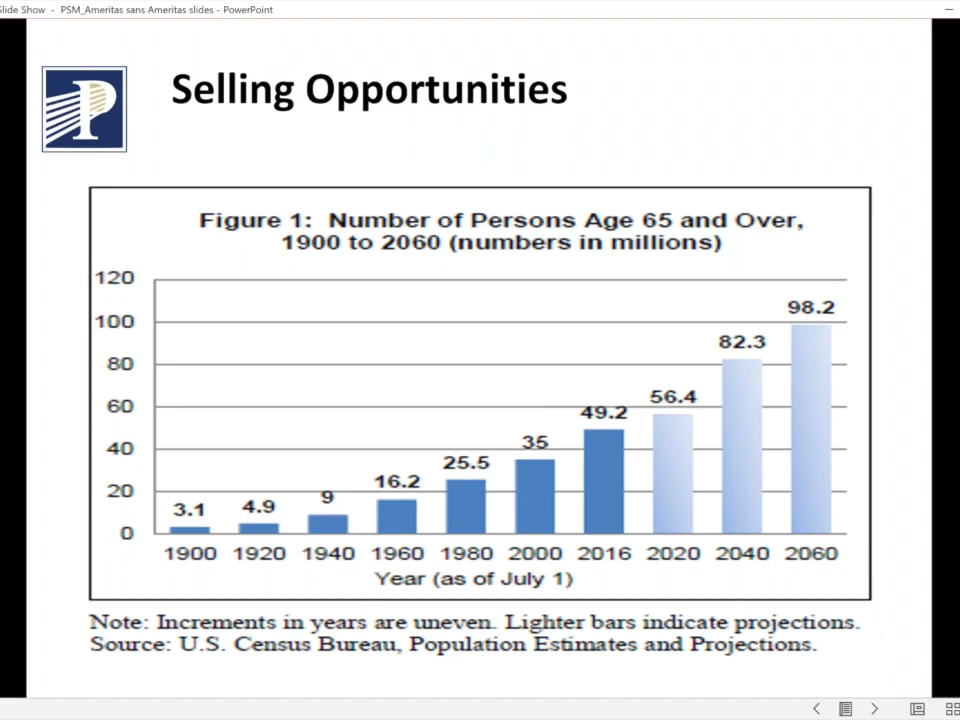 Slide Show - PSM_Ameritas sans Ameritas slides - PowerPoint
P
Selling Opportunities
Figure 1: Number of Persons Age 65 and Over,
1900 to 2060 (numbers in millions)
120
100
80
60
40
20
0
3.1
4.9
9
16.2
25.5
35
49.2
56.4
82.3
98.2
1900 1920 1940 1960 1980 2000 2016 2020 2040 2060
Year (as of July 1)
Note: Increments in years are uneven. Lighter bars indicate projections.
Source: U.S. Census Bureau, Population Estimates and Projections.